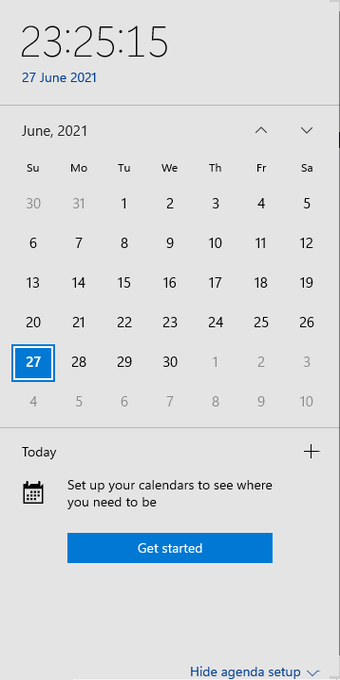 23:25:15
27 June 2021
June, 2021
Su Mo Tu We Th Fr Sa
30 31 1 2 3 4 5
6 7 8 9 10 11 12
13 14 15 16 17 18 19
20 21 22 23 24 25 26
27 28 29 30 1 2 3
4 5 6 7 8 9 10
Today
Set up your calendars to see where
you need to be
Get started
Hide agenda setup